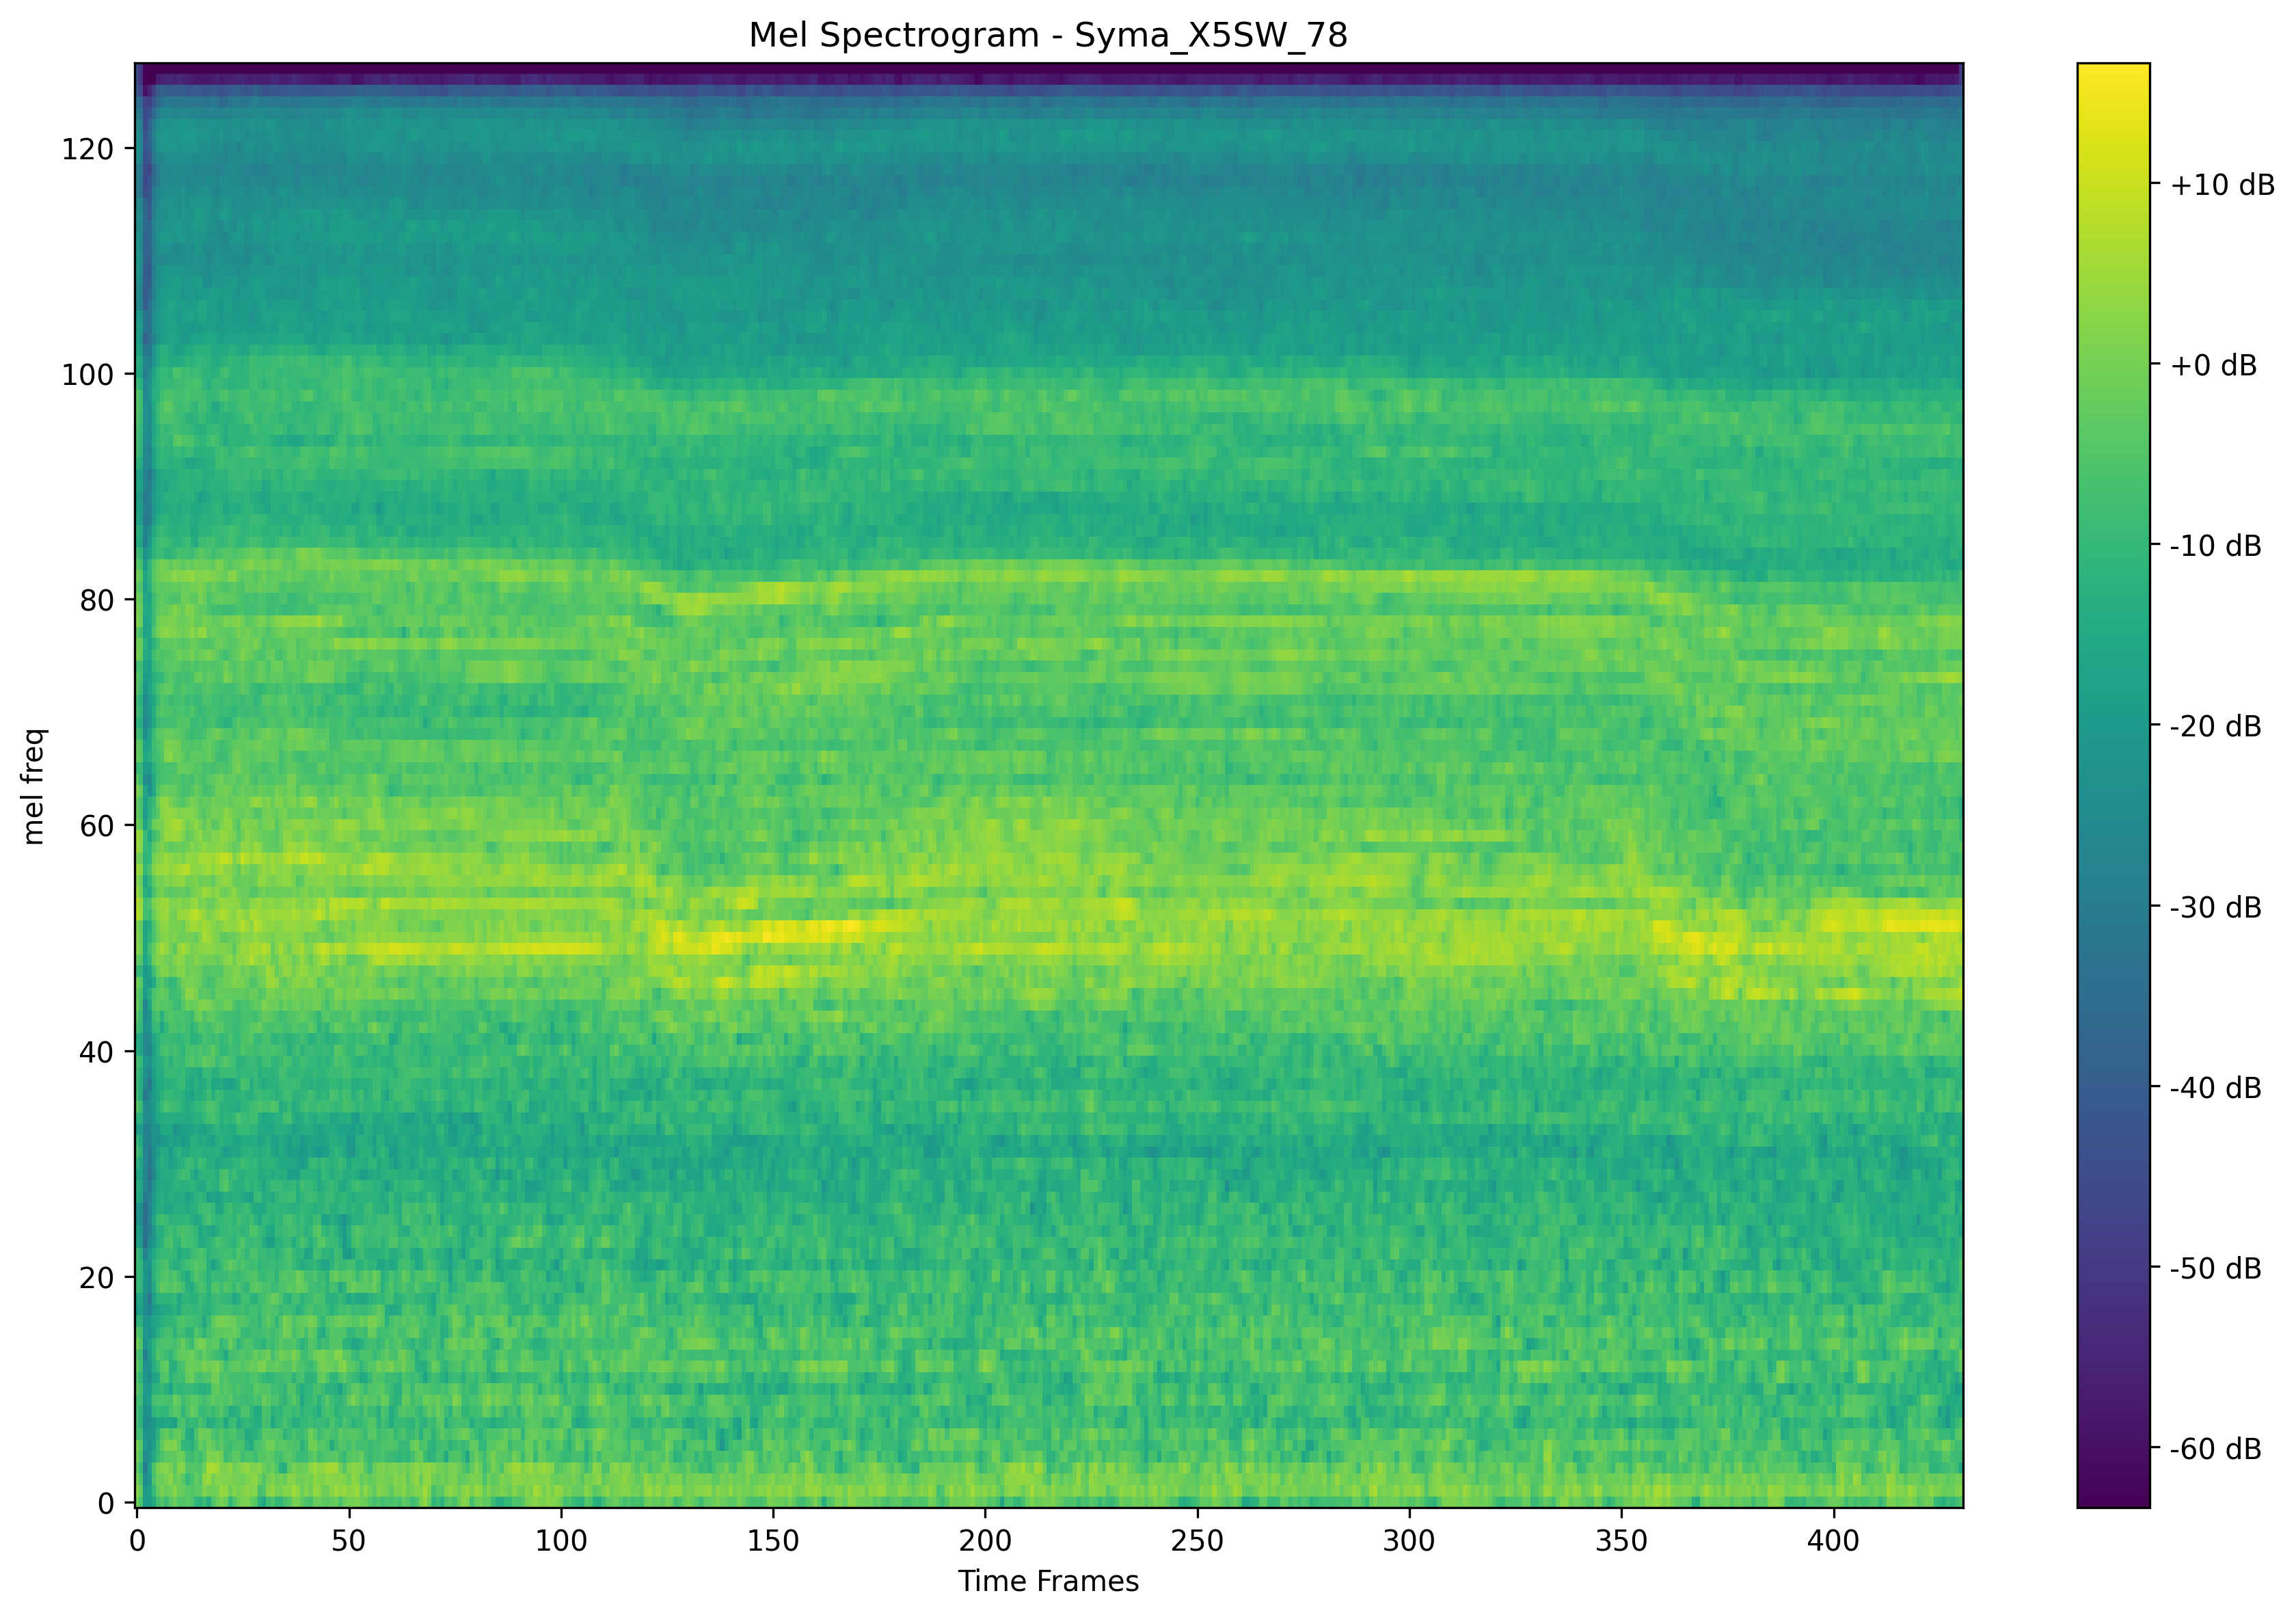 Mel Spectrogram - Syma_X5SW_78
mel freq
120
100
80
60
40
20
0
0 50 100 150 200 250 300 350 400
Time Frames
+10 dB
+0 dB
-10 dB
-20 dB
-30 dB
-40 dB
-50 dB
-60 dB